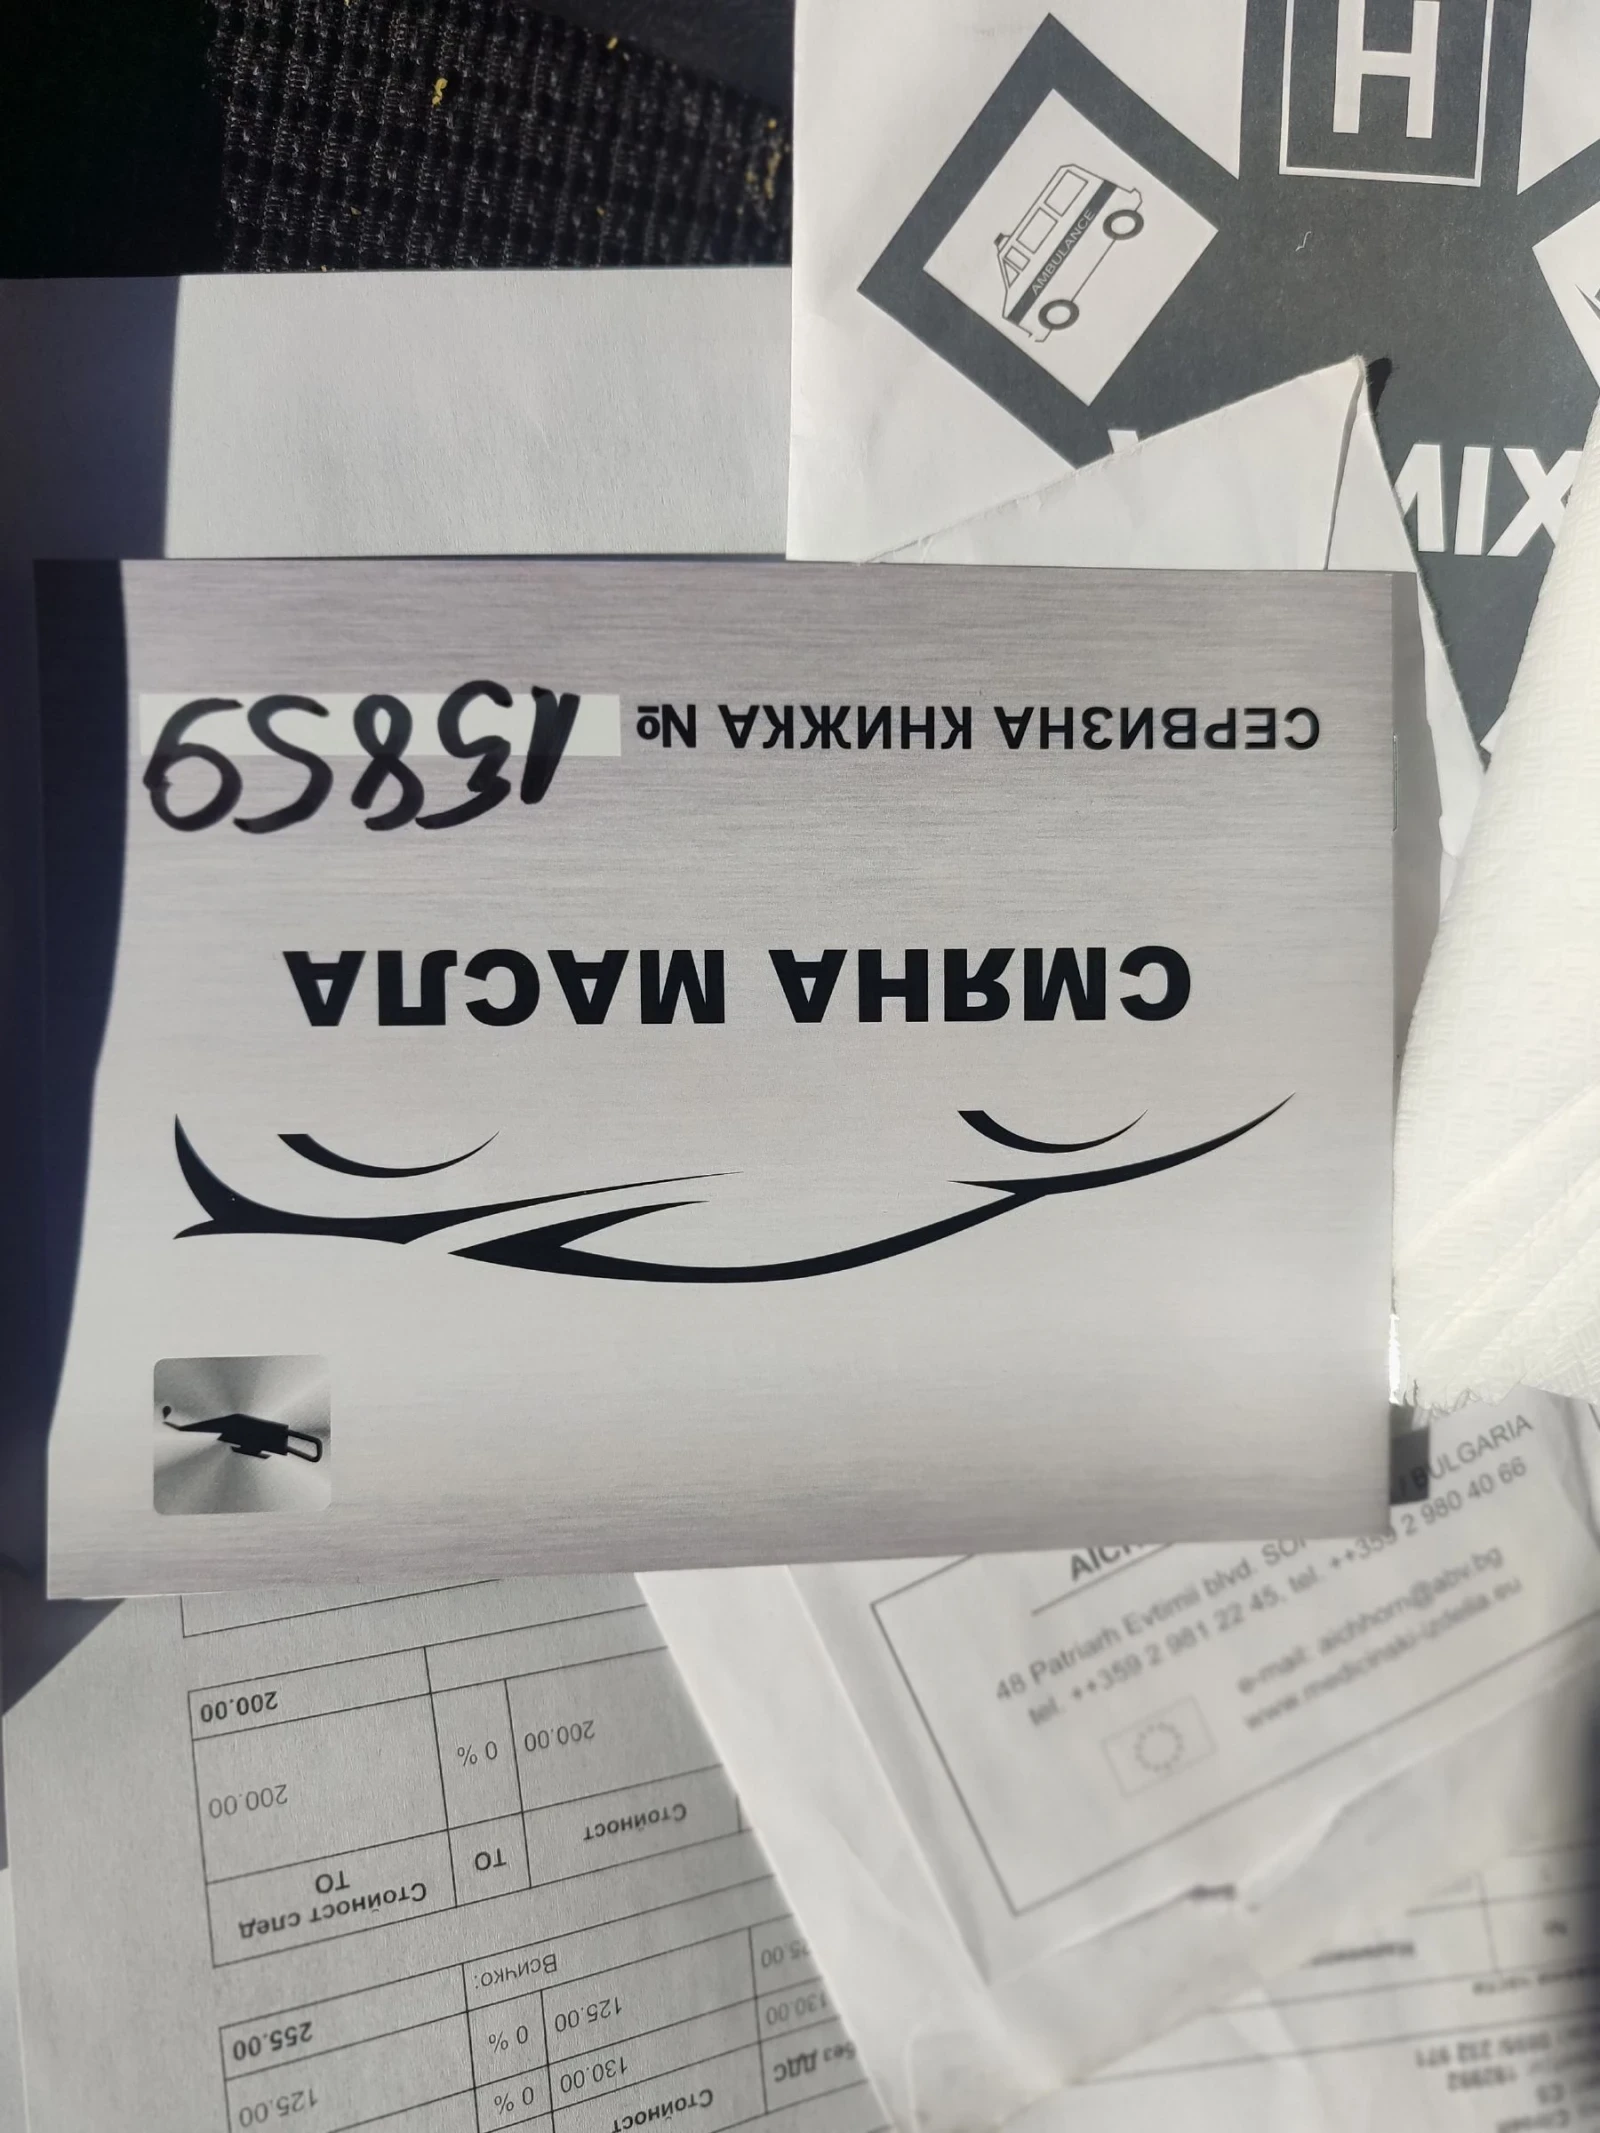 СЕРВИЗНА КНИЖКА № 13859
СМЯНА МАСЛА
H
AMBULANCE
BULGARIA
48 Patriarh Evtimii blvd.
tel. ++359 2 981 22 45, tel. ++359 2 980 40 66
e-mail: aichhorn@abv.bg
www.medicinski-izdelia.eu
без ДДС
Стойност
130.00
130.00 0 %
125.00 0 % 125.00
Всичко: 255.00
Стойност ТО Стойност след ТО
200.00 0 % 200.00
200.00